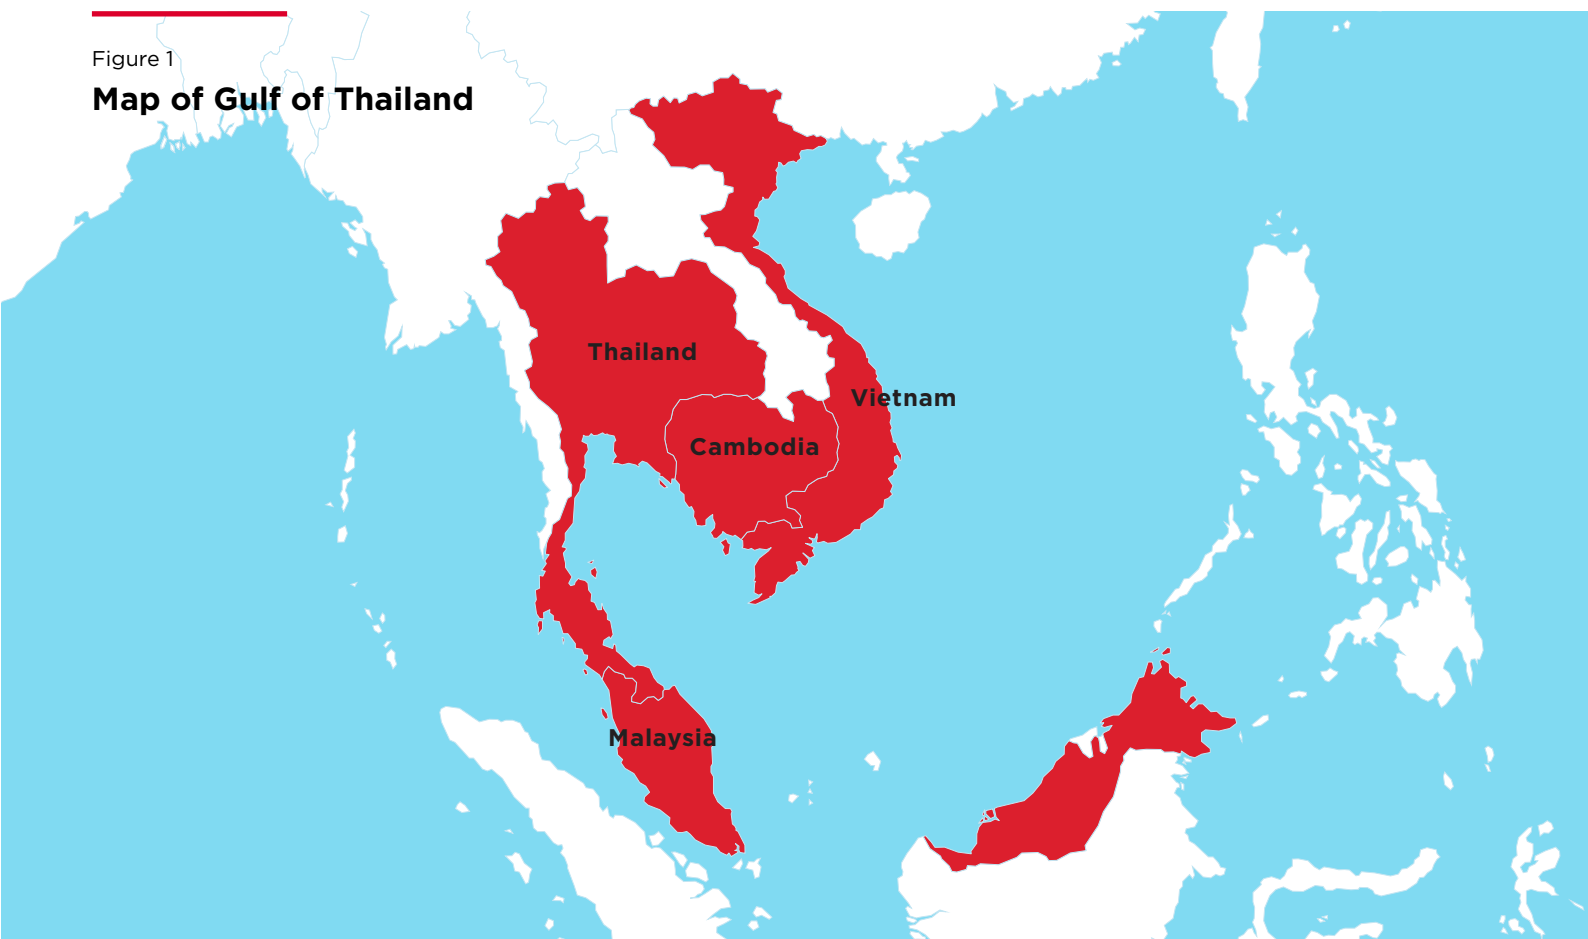 Figure 1
Map of Gulf of Thailand
Thailand
Vietnam
Cambodia
Malaysia